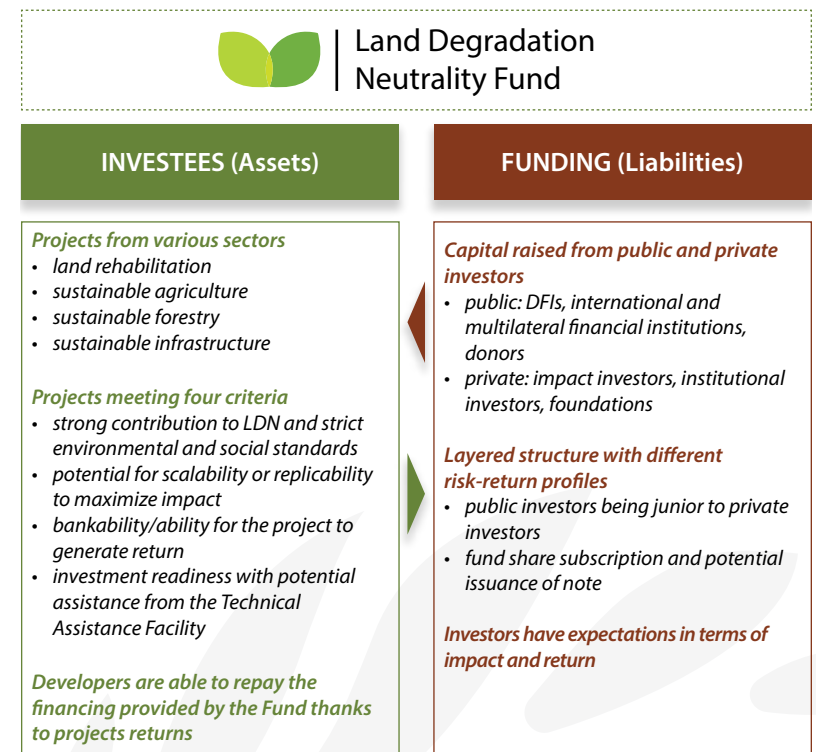 Land Degradation
Neutrality Fund
INVESTEES (Assets)
Projects from various sectors
• land rehabilitation
• sustainable agriculture
• sustainable forestry
• sustainable infrastructure
Projects meeting four criteria
• strong contribution to LDN and strict
environmental and social standards
• potential for scalability or replicability
to maximize impact
• bankability/ability for the project to
generate return
• investment readiness with potential
assistance from the Technical
Assistance Facility
Developers are able to repay the
financing provided by the Fund thanks
to projects returns
FUNDING (Liabilities)
Capital raised from public and private
investors
• public: DFIs, international and
multilateral financial institutions,
donors
• private: impact investors, institutional
investors, foundations
Layered structure with different
risk-return profiles
• public investors being junior to private
investors
• fund share subscription and potential
issuance of note
Investors have expectations in terms of
impact and return